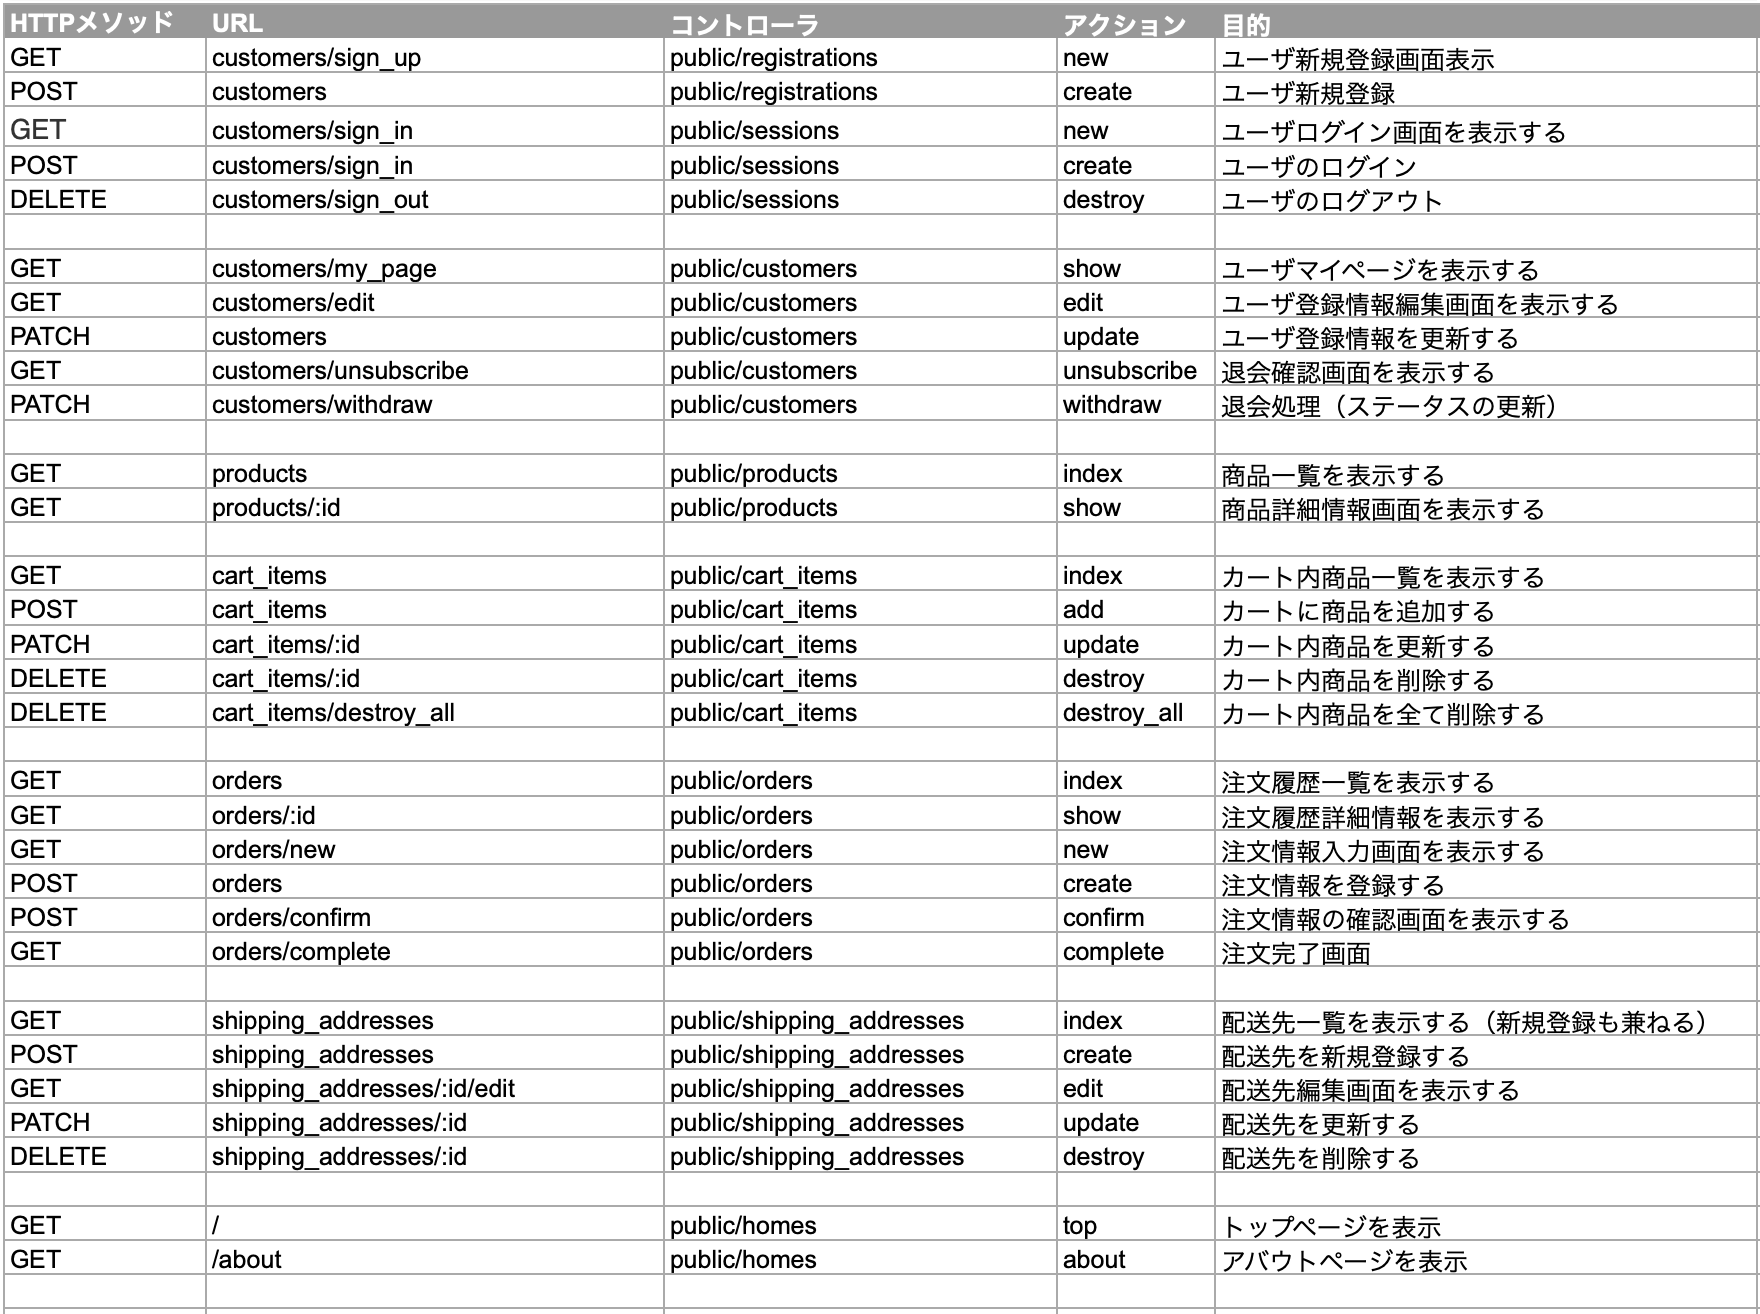 HTTPメソッド URL コントローラ アクション 目的
GET customers/sign_up public/registrations new ユーザ新規登録画面表示
POST customers public/registrations create ユーザ新規登録
GET customers/sign_in public/sessions new ユーザログイン画面を表示する
POST customers/sign_in public/sessions create ユーザのログイン
DELETE customers/sign_out public/sessions destroy ユーザのログアウト
GET customers/my_page public/customers show ユーザマイページを表示する
GET customers/edit public/customers edit ユーザ登録情報編集画面を表示する
PATCH customers public/customers update ユーザ登録情報を更新する
GET customers/unsubscribe public/customers unsubscribe 退会確認画面を表示する
PATCH customers/withdraw public/customers withdraw 退会処理（ステータスの更新）
GET products public/products index 商品一覧を表示する
GET products/:id public/products show 商品詳細情報画面を表示する
GET cart_items public/cart_items index カート内商品一覧を表示する
POST cart_items public/cart_items add カートに商品を追加する
PATCH cart_items/:id public/cart_items update カート内商品を更新する
DELETE cart_items/:id public/cart_items destroy カート内商品を削除する
DELETE cart_items/destroy_all public/cart_items destroy_all カート内商品を全て削除する
GET orders public/orders index 注文履歴一覧を表示する
GET orders/:id public/orders show 注文履歴詳細情報を表示する
GET orders/new public/orders new 注文情報入力画面を表示する
POST orders public/orders create 注文情報を登録する
POST orders/confirm public/orders confirm 注文情報の確認画面を表示する
GET orders/complete public/orders complete 注文完了画面
GET shipping_addresses public/shipping_addresses index 配送先一覧を表示する（新規登録も兼ねる）
POST shipping_addresses public/shipping_addresses create 配送先を新規登録する
GET shipping_addresses/:id/edit public/shipping_addresses edit 配送先編集画面を表示する
PATCH shipping_addresses/:id public/shipping_addresses update 配送先を更新する
DELETE shipping_addresses/:id public/shipping_addresses destroy 配送先を削除する
GET / public/homes top トップページを表示
GET /about public/homes about アバウトページを表示